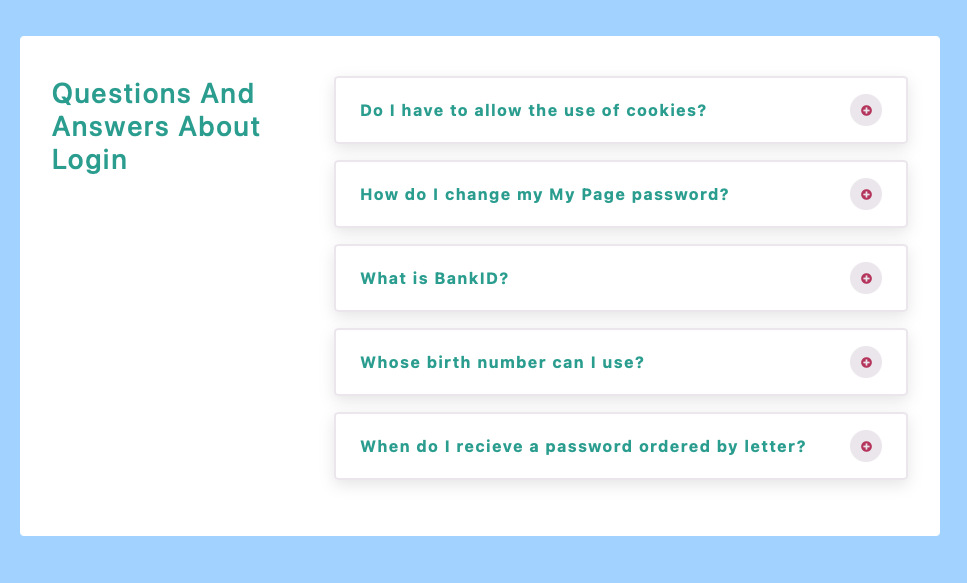 Questions And
Answers About
Login
Do I have to allow the use of cookies?
How do I change my My Page password?
What is BankID?
Whose birth number can I use?
When do I recieve a password ordered by letter?